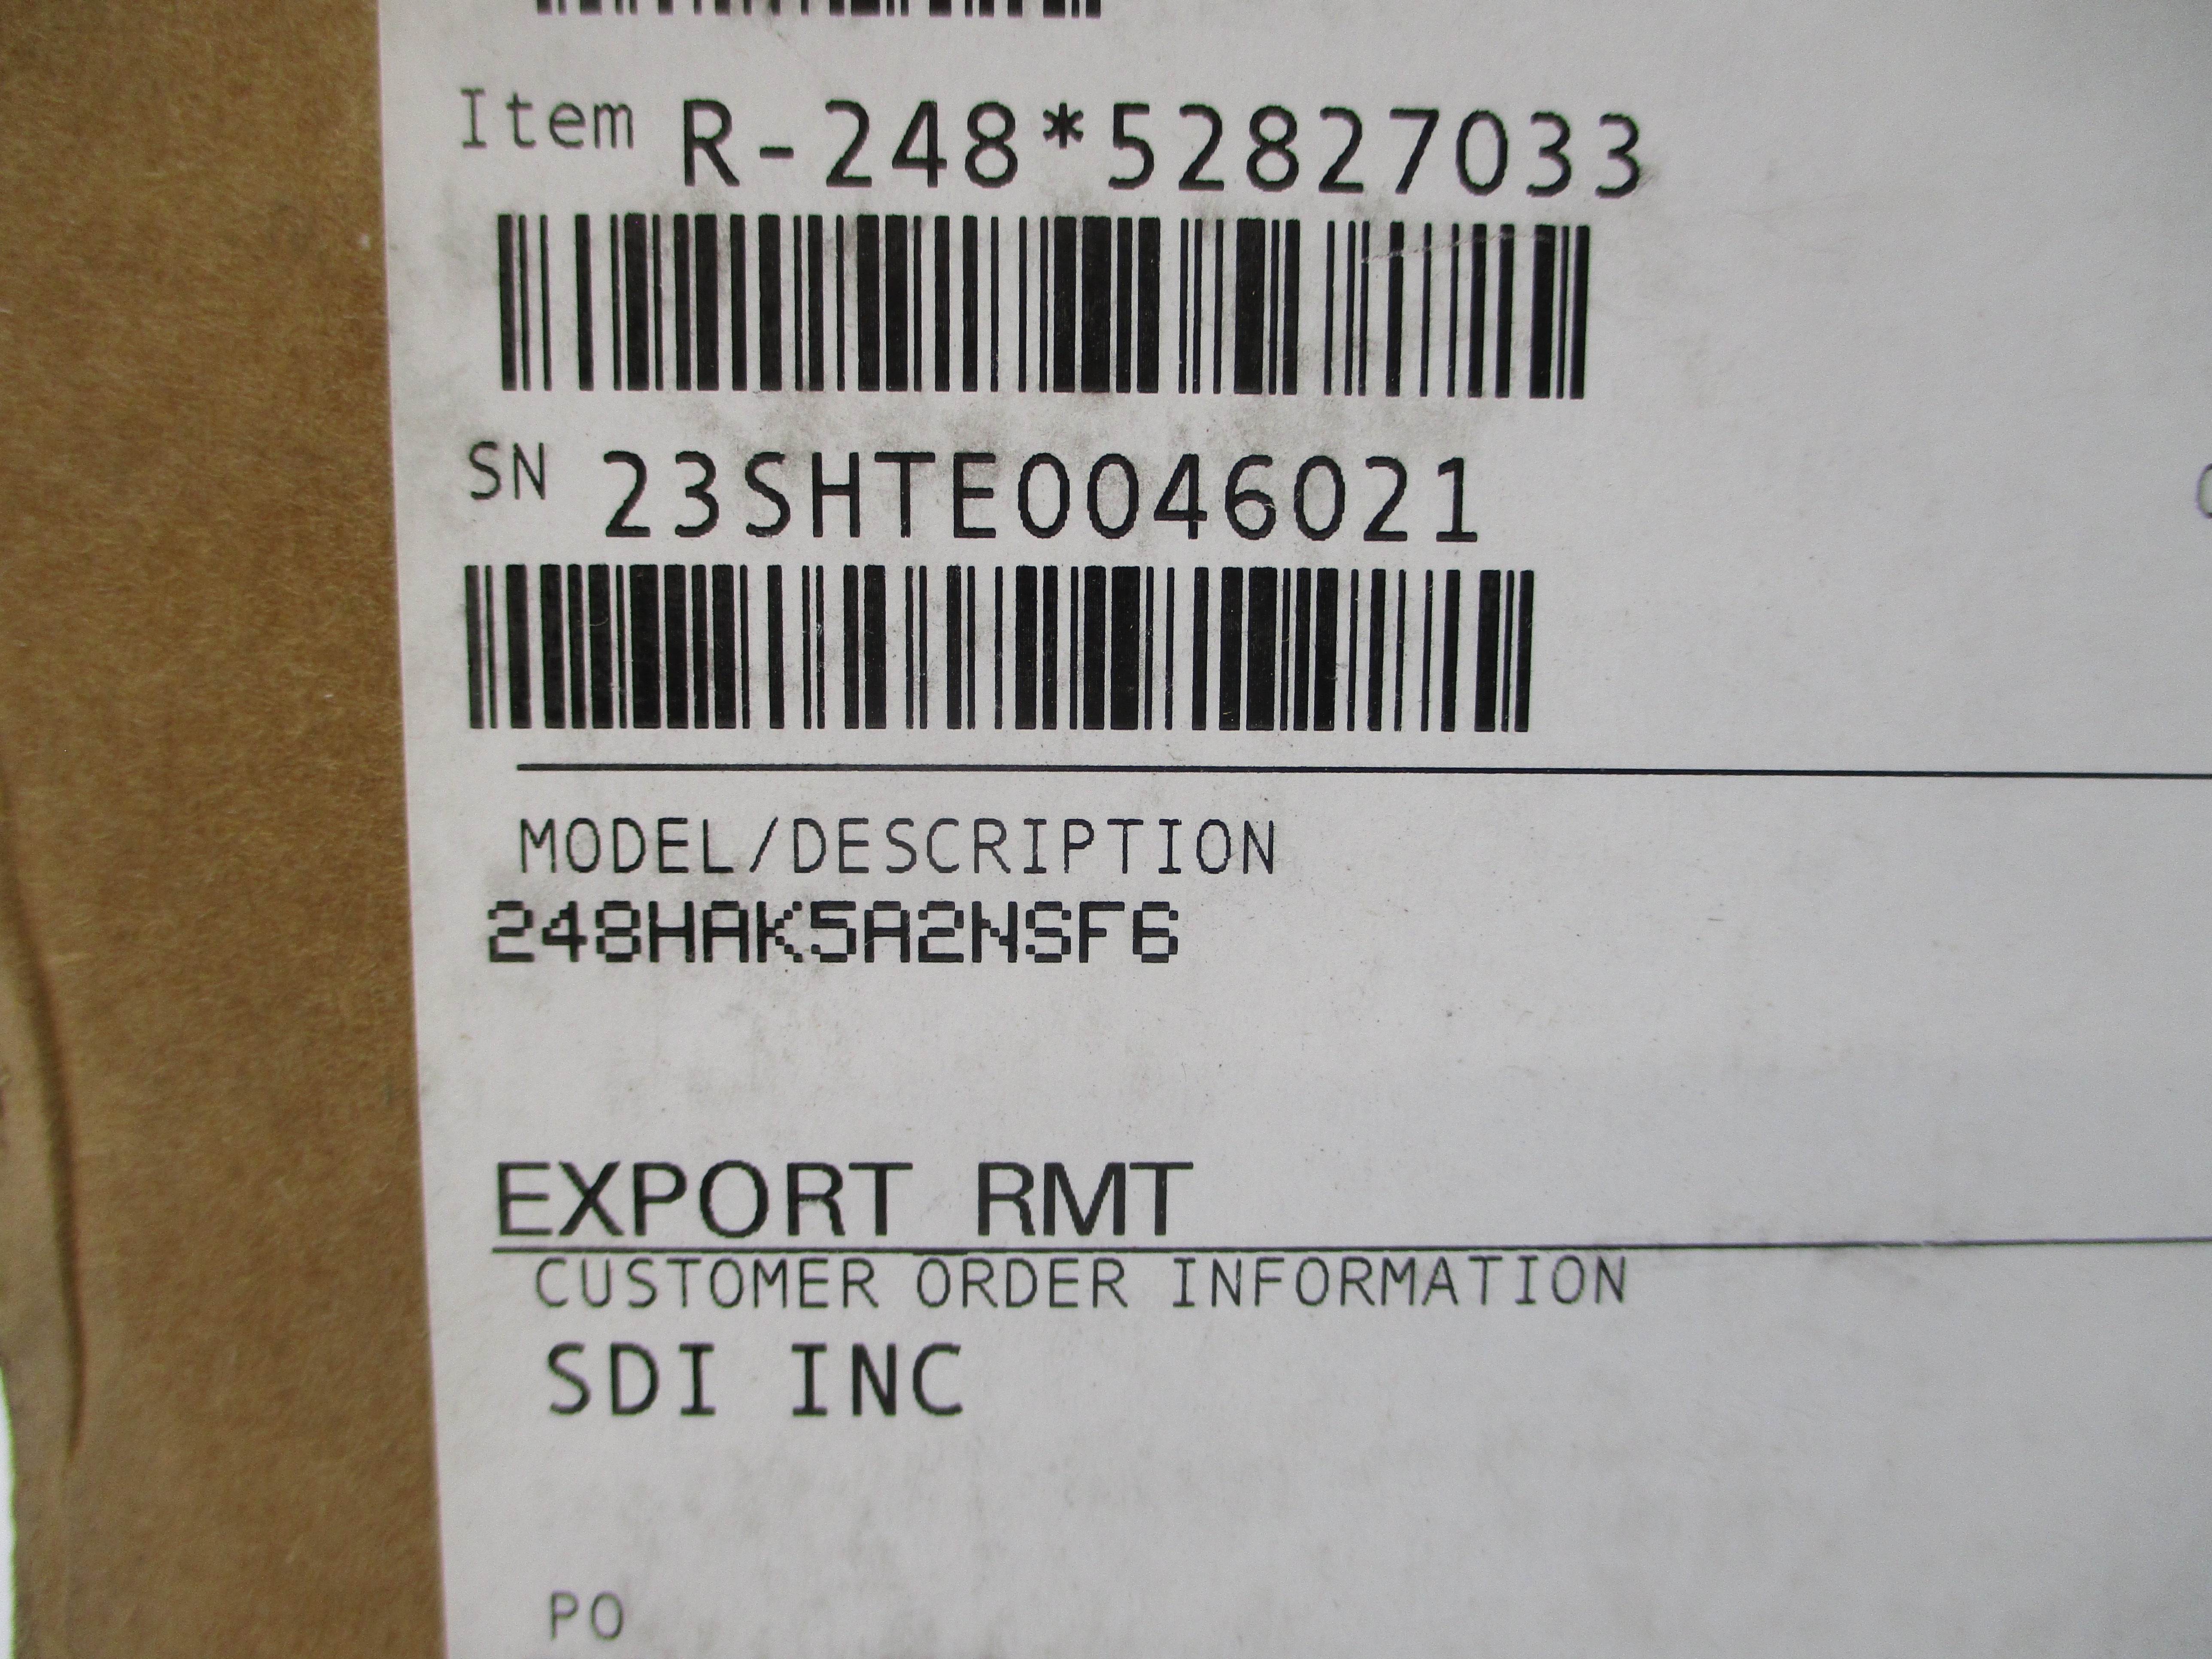 Item R-248*52827033
SN 23SHTE0046021
MODEL/DESCRIPTION
248HAK5A2NSF6
EXPORT RMT
CUSTOMER ORDER INFORMATION
SDI INC
PO